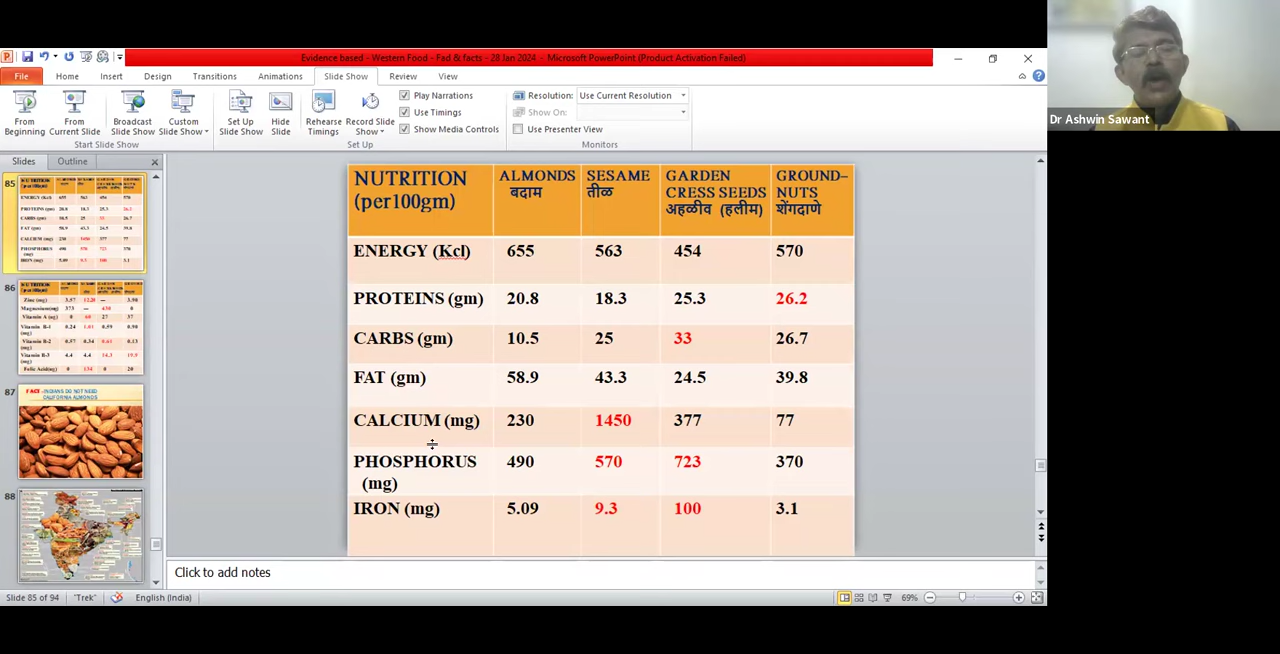 Evidence based - Western Food - Fad & facts - 28 Jan 2024 - Microsoft PowerPoint (Product Activation Failed)
File Home Insert Design Transitions Animations Slide Show Review View
From Beginning
From Current Slide
Broadcast Slide Show
Custom Slide Show
Start Slide Show
Set Up Slide Show
Hide Slide
Rehearse Timings
Record Slide Show
Play Narrations
Use Timings
Show Media Controls
Set Up
Resolution: Use Current Resolution
Show On:
Use Presenter View
Monitors
Dr Ashwin Sawant
Slides Outline
85
86
87
FACT - INDIANS DO NOT NEED
CALIFORNIA ALMONDS
88
NUTRITION (per100gm) ALMONDS बदाम SESAME तीळ GARDEN CRESS SEEDS अहळीव (हलीम) GROUND–NUTS शेंगदाणे
ENERGY (Kcl) 655 563 454 570
PROTEINS (gm) 20.8 18.3 25.3 26.2
CARBS (gm) 10.5 25 33 26.7
FAT (gm) 58.9 43.3 24.5 39.8
CALCIUM (mg) 230 1450 377 77
PHOSPHORUS (mg) 490 570 723 370
IRON (mg) 5.09 9.3 100 3.1
Click to add notes
Slide 85 of 94 "Trek" English (India) 69%